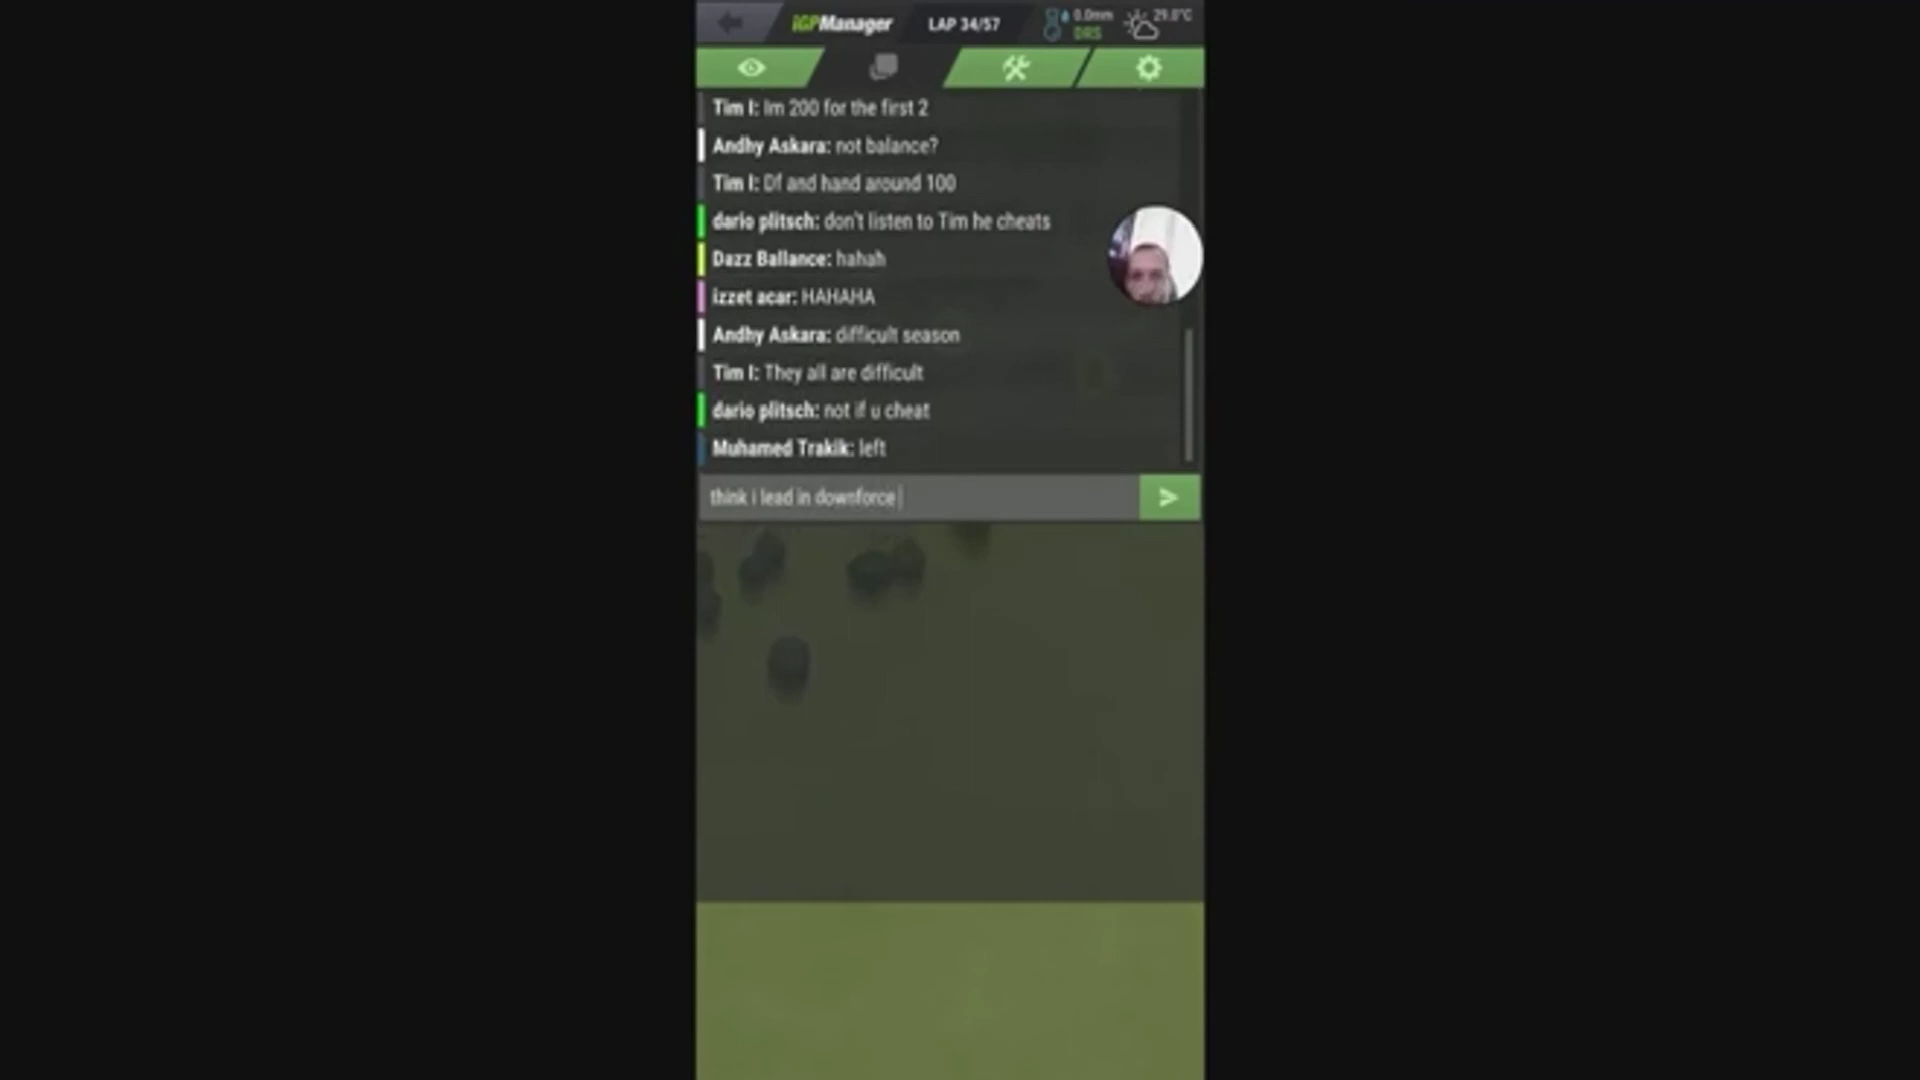 iGPManager
LAP 34/57
0.0mm
DRS
29.0°C
Tim I: Im 200 for the first 2
Andhy Askara: not balance?
Tim I: Df and hand around 100
dario plitsch: don't listen to Tim he cheats
Dazz Ballance: hahah
izzet acar: HAHAHA
Andhy Askara: difficult season
Tim I: They all are difficult
dario plitsch: not if u cheat
Muhamed Trakik: left
think i lead in downforce